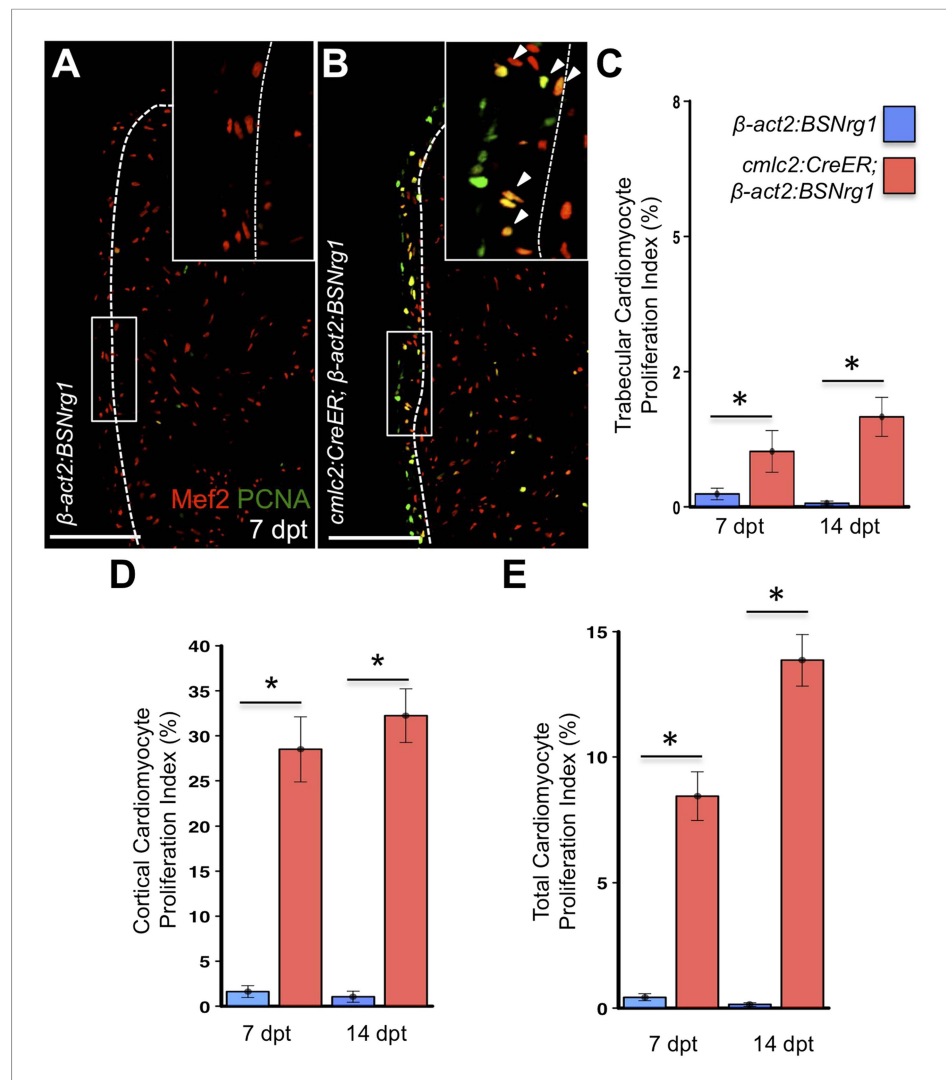 A
B
C
β-act2:BSNrg1
Mef2 PCNA
7 dpt
cmlc2:CreER; β-act2:BSNrg1
Trabecular Cardiomyocyte
Proliferation Index (%)
8
5
2
0
β-act2:BSNrg1
cmlc2:CreER;
β-act2:BSNrg1
*
*
7 dpt
14 dpt
D
Cortical Cardiomyocyte
Proliferation Index (%)
40
35
30
25
20
15
10
5
0
*
*
7 dpt
14 dpt
E
Total Cardiomyocyte
Proliferation Index (%)
15
10
5
0
*
*
7 dpt
14 dpt